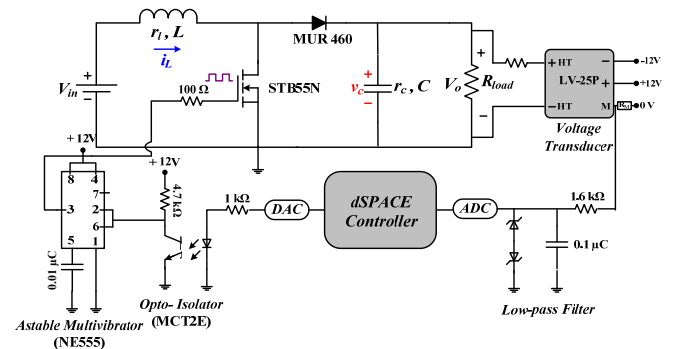 r_l, L
i_L
MUR 460
V_in
100 Ω
STB55N
v_c
r_c, C
V_o
R_load
+ HT
LV-25P
- HT
M
R_M
-12V
+12V
0 V
Voltage
Transducer
+ 12V
+ 12V
8 4
7
3 2
6
5 1
0.01 µC
4.7 kΩ
1 kΩ
DAC
dSPACE
Controller
ADC
1.6 kΩ
0.1 µC
Opto- Isolator
(MCT2E)
Low-pass Filter
Astable Multivibrator
(NE555)